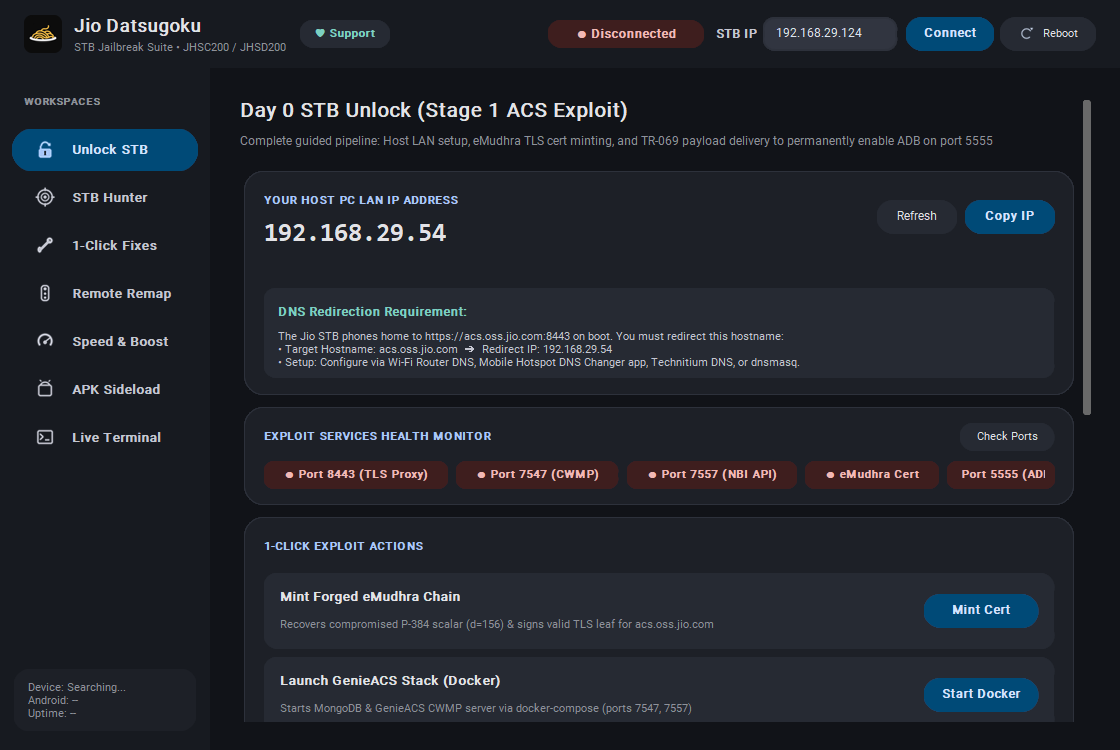 Jio Datsugoku
STB Jailbreak Suite • JHSC200 / JHSD200
Support
Disconnected
STB IP
192.168.29.124
Connect
Reboot
WORKSPACES
Unlock STB
STB Hunter
1-Click Fixes
Remote Remap
Speed & Boost
APK Sideload
Live Terminal
Device: Searching...
Android: --
Uptime: --
Day 0 STB Unlock (Stage 1 ACS Exploit)
Complete guided pipeline: Host LAN setup, eMudhra TLS cert minting, and TR-069 payload delivery to permanently enable ADB on port 5555
YOUR HOST PC LAN IP ADDRESS
192.168.29.54
Refresh
Copy IP
DNS Redirection Requirement:
The Jio STB phones home to https://acs.oss.jio.com:8443 on boot. You must redirect this hostname:
• Target Hostname: acs.oss.jio.com ➔ Redirect IP: 192.168.29.54
• Setup: Configure via Wi-Fi Router DNS, Mobile Hotspot DNS Changer app, Technitium DNS, or dnsmasq.
EXPLOIT SERVICES HEALTH MONITOR
Check Ports
● Port 8443 (TLS Proxy)
● Port 7547 (CWMP)
● Port 7557 (NBI API)
● eMudhra Cert
Port 5555 (AD
1-CLICK EXPLOIT ACTIONS
Mint Forged eMudhra Chain
Recovers compromised P-384 scalar (d=156) & signs valid TLS leaf for acs.oss.jio.com
Mint Cert
Launch GenieACS Stack (Docker)
Starts MongoDB & GenieACS CWMP server via docker-compose (ports 7547, 7557)
Start Docker